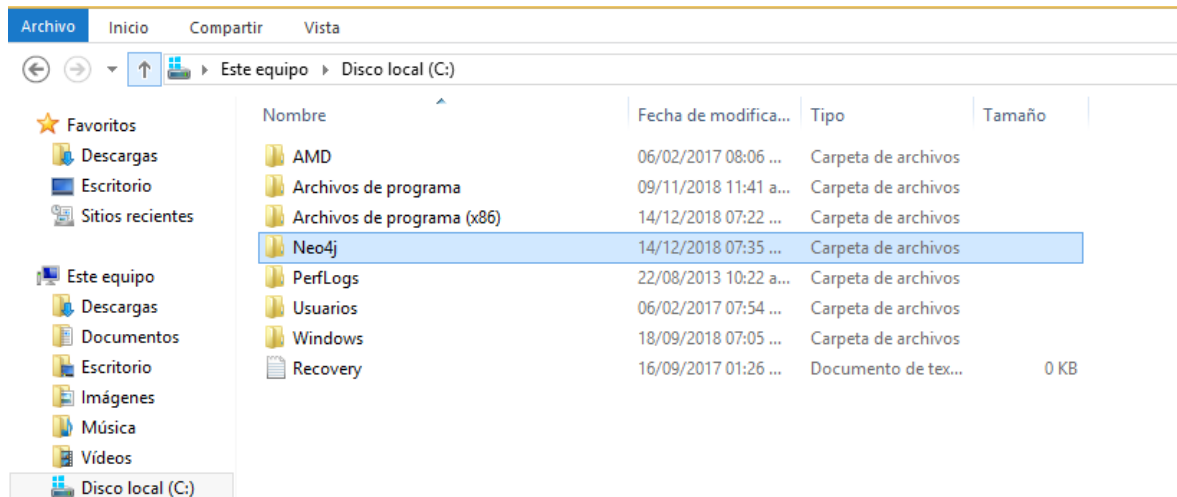 Archivo Inicio Compartir Vista
Este equipo Disco local (C:)
Favoritos
Descargas
Escritorio
Sitios recientes
Este equipo
Descargas
Documentos
Escritorio
Imágenes
Música
Vídeos
Disco local (C:)
Nombre Fecha de modifica... Tipo Tamaño
AMD 06/02/2017 08:06 ... Carpeta de archivos
Archivos de programa 09/11/2018 11:41 a... Carpeta de archivos
Archivos de programa (x86) 14/12/2018 07:22 ... Carpeta de archivos
Neo4j 14/12/2018 07:35 ... Carpeta de archivos
PerfLogs 22/08/2013 10:22 a... Carpeta de archivos
Usuarios 06/02/2017 07:54 ... Carpeta de archivos
Windows 18/09/2018 07:05 ... Carpeta de archivos
Recovery 16/09/2017 01:26 ... Documento de tex... 0 KB